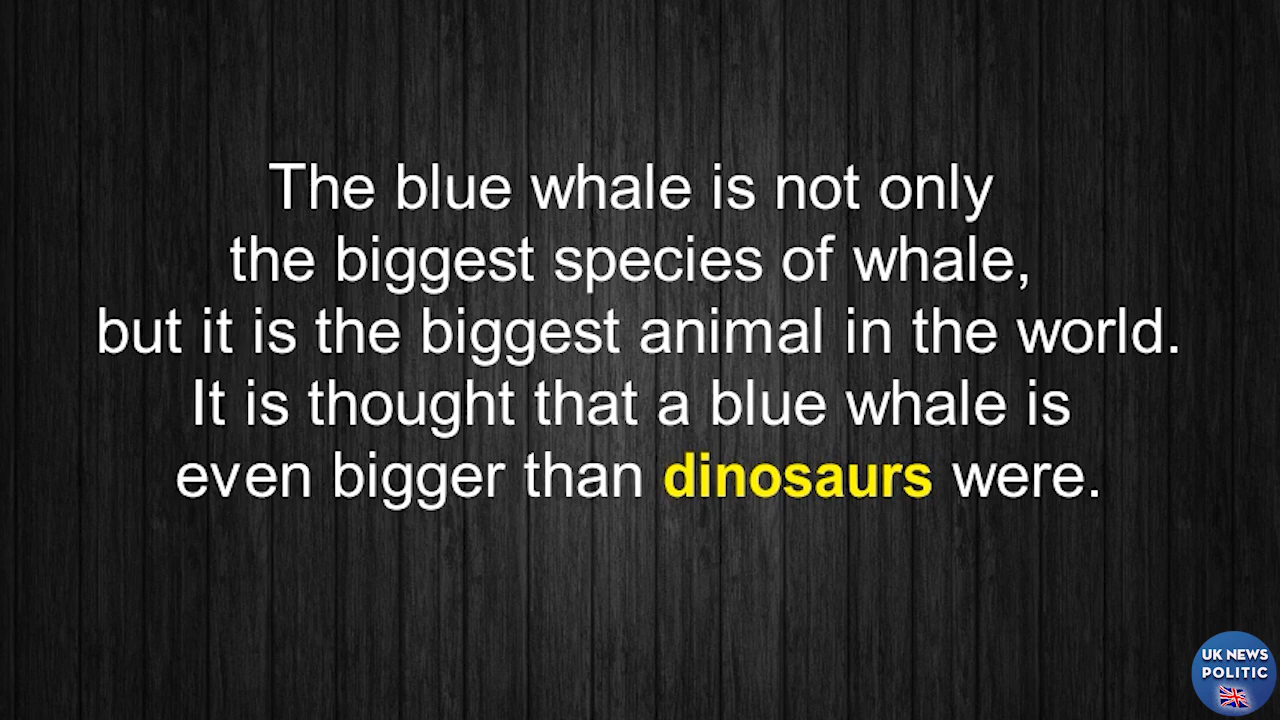 The blue whale is not only
the biggest species of whale,
but it is the biggest animal in the world.
It is thought that a blue whale is
even bigger than dinosaurs were.
UK NEWS
POLITIC